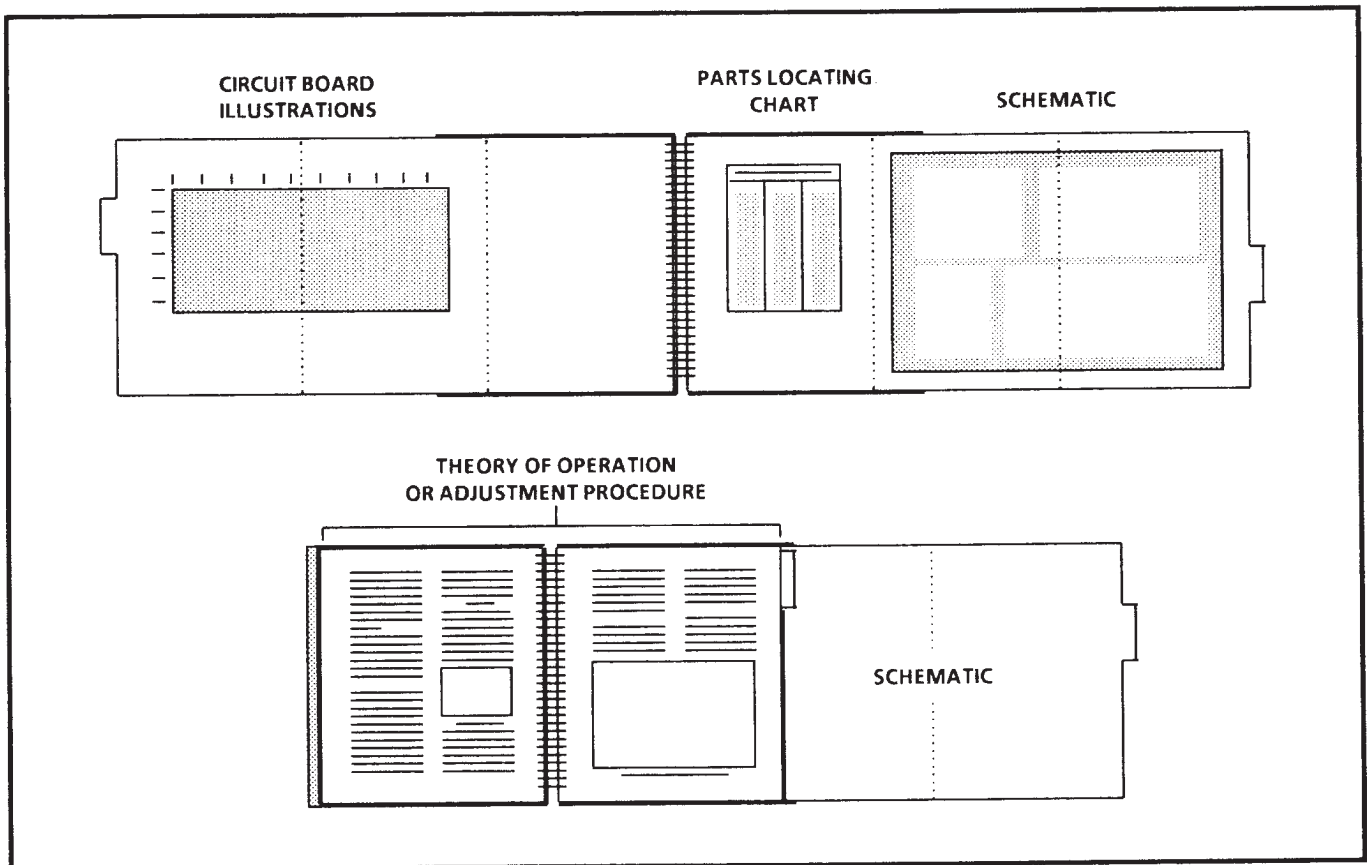 CIRCUIT BOARD
ILLUSTRATIONS
PARTS LOCATING
CHART
SCHEMATIC
THEORY OF OPERATION
OR ADJUSTMENT PROCEDURE
SCHEMATIC